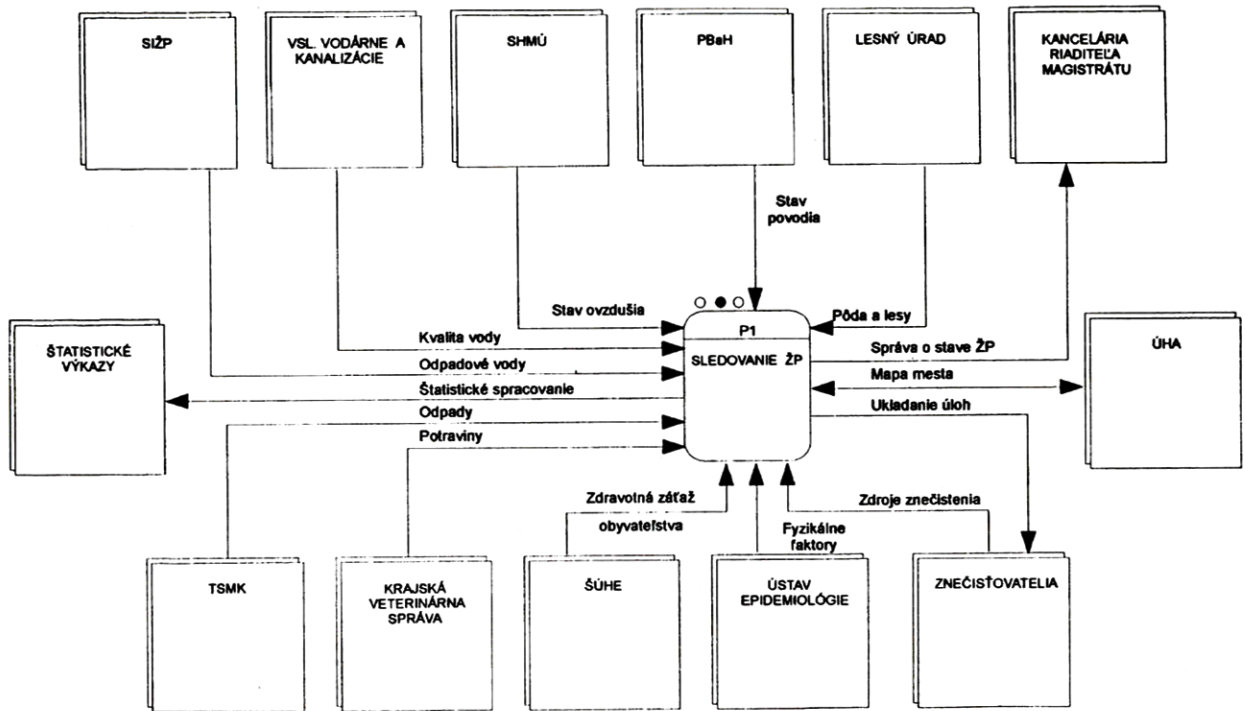 SIŽP
VSL. VODÁRNE A
KANALIZÁCIE
SHMÚ
PBaH
LESNÝ ÚRAD
KANCELÁRIA
RIADITEĽA
MAGISTRÁTU
Stav
povodia
Stav ovzdušia
Pôda a lesy
P1
SLEDOVANIE ŽP
Kvalita vody
Odpadové vody
Štatistické spracovanie
Odpady
Potraviny
Správa o stave ŽP
Mapa mesta
Ukladanie úloh
ŠTATISTICKÉ
VÝKAZY
ÚHA
Zdravotná záťaž
obyvateľstva
Fyzikálne
faktory
Zdroje znečistenia
TSMK
KRAJSKÁ
VETERINÁRNA
SPRÁVA
ŠÚHE
ÚSTAV
EPIDEMIOLÓGIE
ZNEČISŤOVATELIA